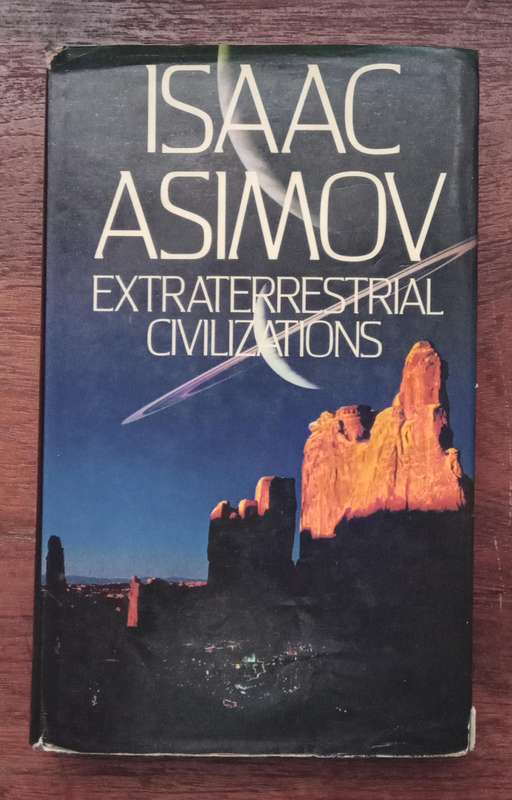 ISAAC
ASIMOV
EXTRATERRESTRIAL
CIVILIZATIONS